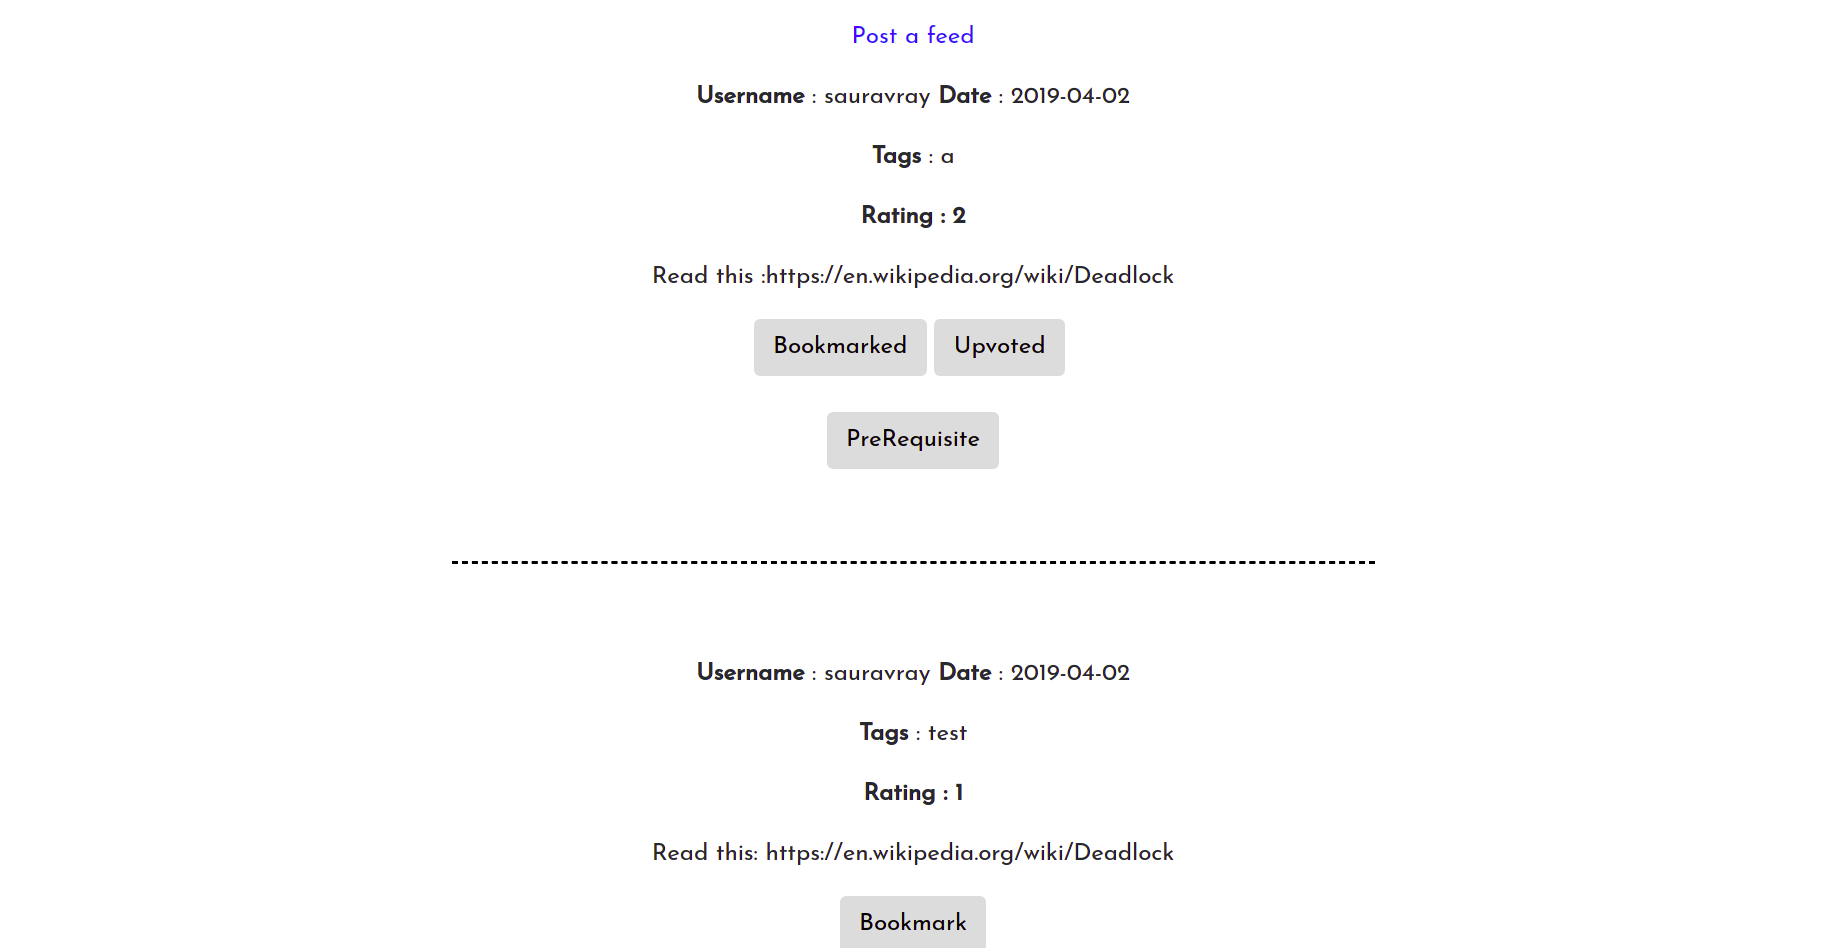 Post a feed
Username : sauravray Date : 2019-04-02
Tags : a
Rating : 2
Read this :https://en.wikipedia.org/wiki/Deadlock
Bookmarked Upvoted
PreRequisite
Username : sauravray Date : 2019-04-02
Tags : test
Rating : 1
Read this: https://en.wikipedia.org/wiki/Deadlock
Bookmark